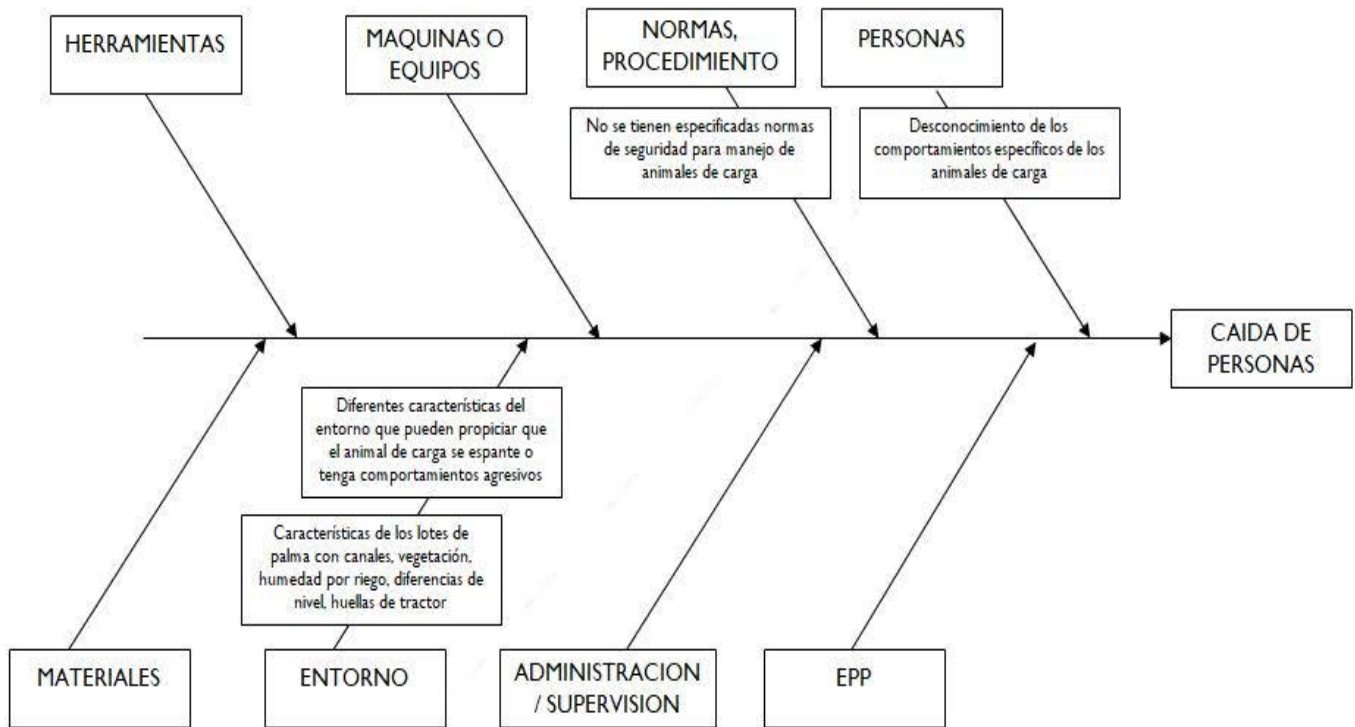 HERRAMIENTAS
MAQUINAS O
EQUIPOS
NORMAS,
PROCEDIMIENTO
PERSONAS
No se tienen especificadas normas
de seguridad para manejo de
animales de carga
Desconocimiento de los
comportamientos específicos de los
animales de carga
CAIDA DE
PERSONAS
Diferentes características del
entorno que pueden propiciar que
el animal de carga se espante o
tenga comportamientos agresivos
Características de los lotes de
palma con canales, vegetación,
humedad por riego, diferencias de
nivel, huellas de tractor
MATERIALES
ENTORNO
ADMINISTRACION
/ SUPERVISION
EPP